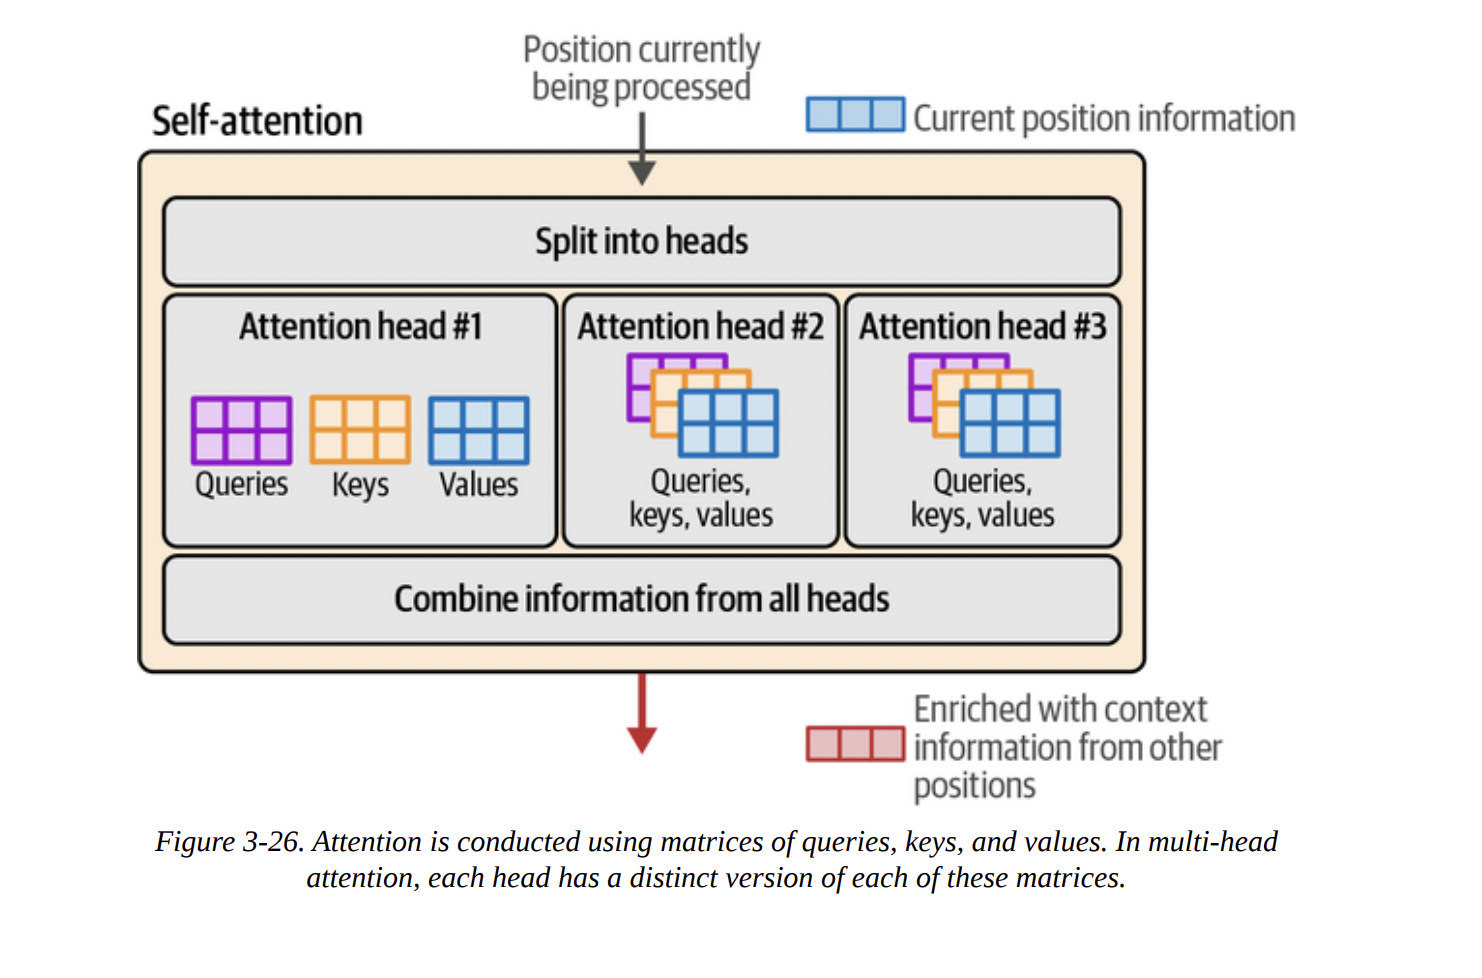 Position currently
being processed
Self-attention
Current position information
Split into heads
Attention head #1
Attention head #2
Attention head #3
Queries
Keys
Values
Queries,
keys, values
Queries,
keys, values
Combine information from all heads
Enriched with context
information from other
positions
Figure 3-26. Attention is conducted using matrices of queries, keys, and values. In multi-head
attention, each head has a distinct version of each of these matrices.